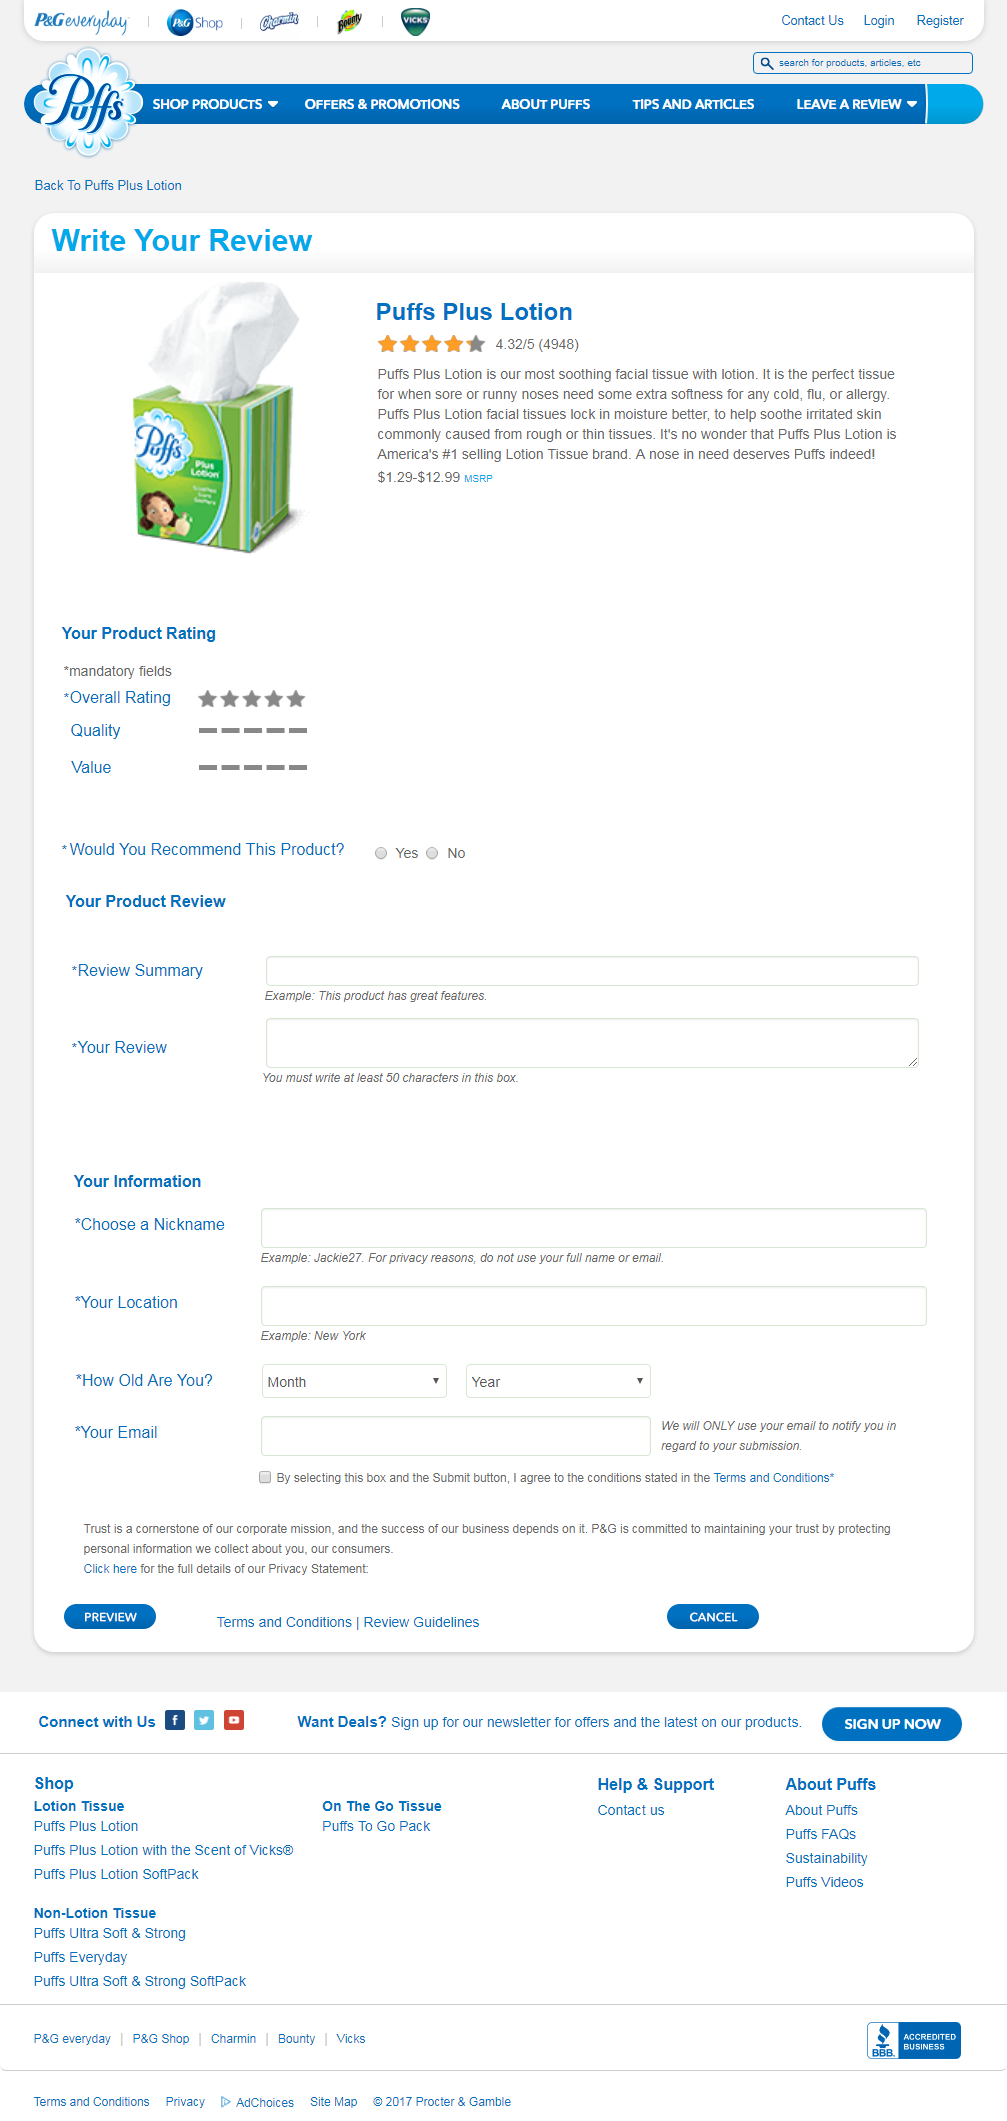 P&G everyday | P&G Shop | Charmin | Bounty | VICKS
Contact Us Login Register
search for products, articles, etc
Puffs
SHOP PRODUCTS OFFERS & PROMOTIONS ABOUT PUFFS TIPS AND ARTICLES LEAVE A REVIEW
Back To Puffs Plus Lotion
Write Your Review
Puffs
Plus
Lotion
Puffs Plus Lotion
4.32/5 (4948)
Puffs Plus Lotion is our most soothing facial tissue with lotion. It is the perfect tissue
for when sore or runny noses need some extra softness for any cold, flu, or allergy.
Puffs Plus Lotion facial tissues lock in moisture better, to help soothe irritated skin
commonly caused from rough or thin tissues. It's no wonder that Puffs Plus Lotion is
America's #1 selling Lotion Tissue brand. A nose in need deserves Puffs indeed!
$1.29-$12.99 MSRP
Your Product Rating
*mandatory fields
*Overall Rating
Quality
Value
* Would You Recommend This Product? Yes No
Your Product Review
*Review Summary
Example: This product has great features.
*Your Review
You must write at least 50 characters in this box.
Your Information
*Choose a Nickname
Example: Jackie27. For privacy reasons, do not use your full name or email.
*Your Location
Example: New York
*How Old Are You? Month Year
*Your Email
We will ONLY use your email to notify you in
regard to your submission.
By selecting this box and the Submit button, I agree to the conditions stated in the Terms and Conditions*
Trust is a cornerstone of our corporate mission, and the success of our business depends on it. P&G is committed to maintaining your trust by protecting
personal information we collect about you, our consumers.
Click here for the full details of our Privacy Statement:
PREVIEW Terms and Conditions | Review Guidelines CANCEL
Connect with Us Want Deals? Sign up for our newsletter for offers and the latest on our products. SIGN UP NOW
Shop
Lotion Tissue
Puffs Plus Lotion
Puffs Plus Lotion with the Scent of Vicks®
Puffs Plus Lotion SoftPack
Non-Lotion Tissue
Puffs Ultra Soft & Strong
Puffs Everyday
Puffs Ultra Soft & Strong SoftPack
On The Go Tissue
Puffs To Go Pack
Help & Support
Contact us
About Puffs
About Puffs
Puffs FAQs
Sustainability
Puffs Videos
P&G everyday | P&G Shop | Charmin | Bounty | Vicks
BBB. ACCREDITED
BUSINESS
Terms and Conditions Privacy AdChoices Site Map © 2017 Procter & Gamble